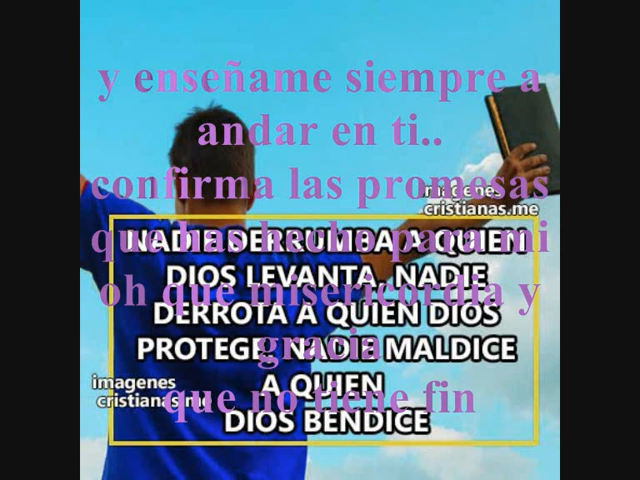 y enseñame siempre a
andar en ti..
confirma las promesas
que has hecho para mi
oh que misericordia y
gracia
que no tiene fin
imagenes
cristianas.me
NADIE DERRUMBA A QUIEN
DIOS LEVANTA, NADIE
DERROTA A QUIEN DIOS
PROTEGE, NADIE MALDICE
A QUIEN
DIOS BENDICE
imagenes
cristianas.me